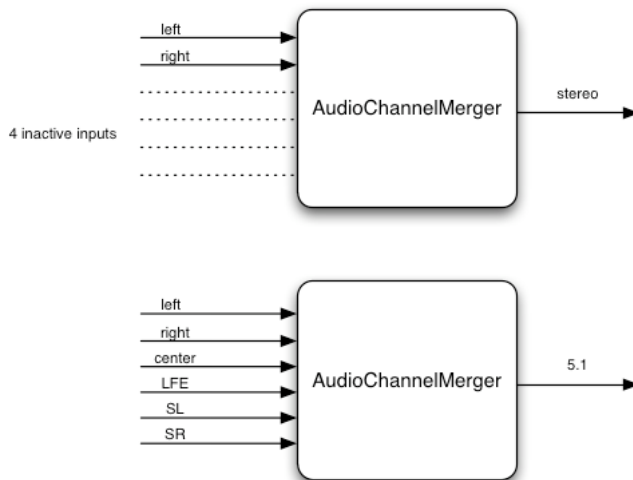 left
right
4 inactive inputs
AudioChannelMerger
stereo
left
right
center
LFE
SL
SR
AudioChannelMerger
5.1